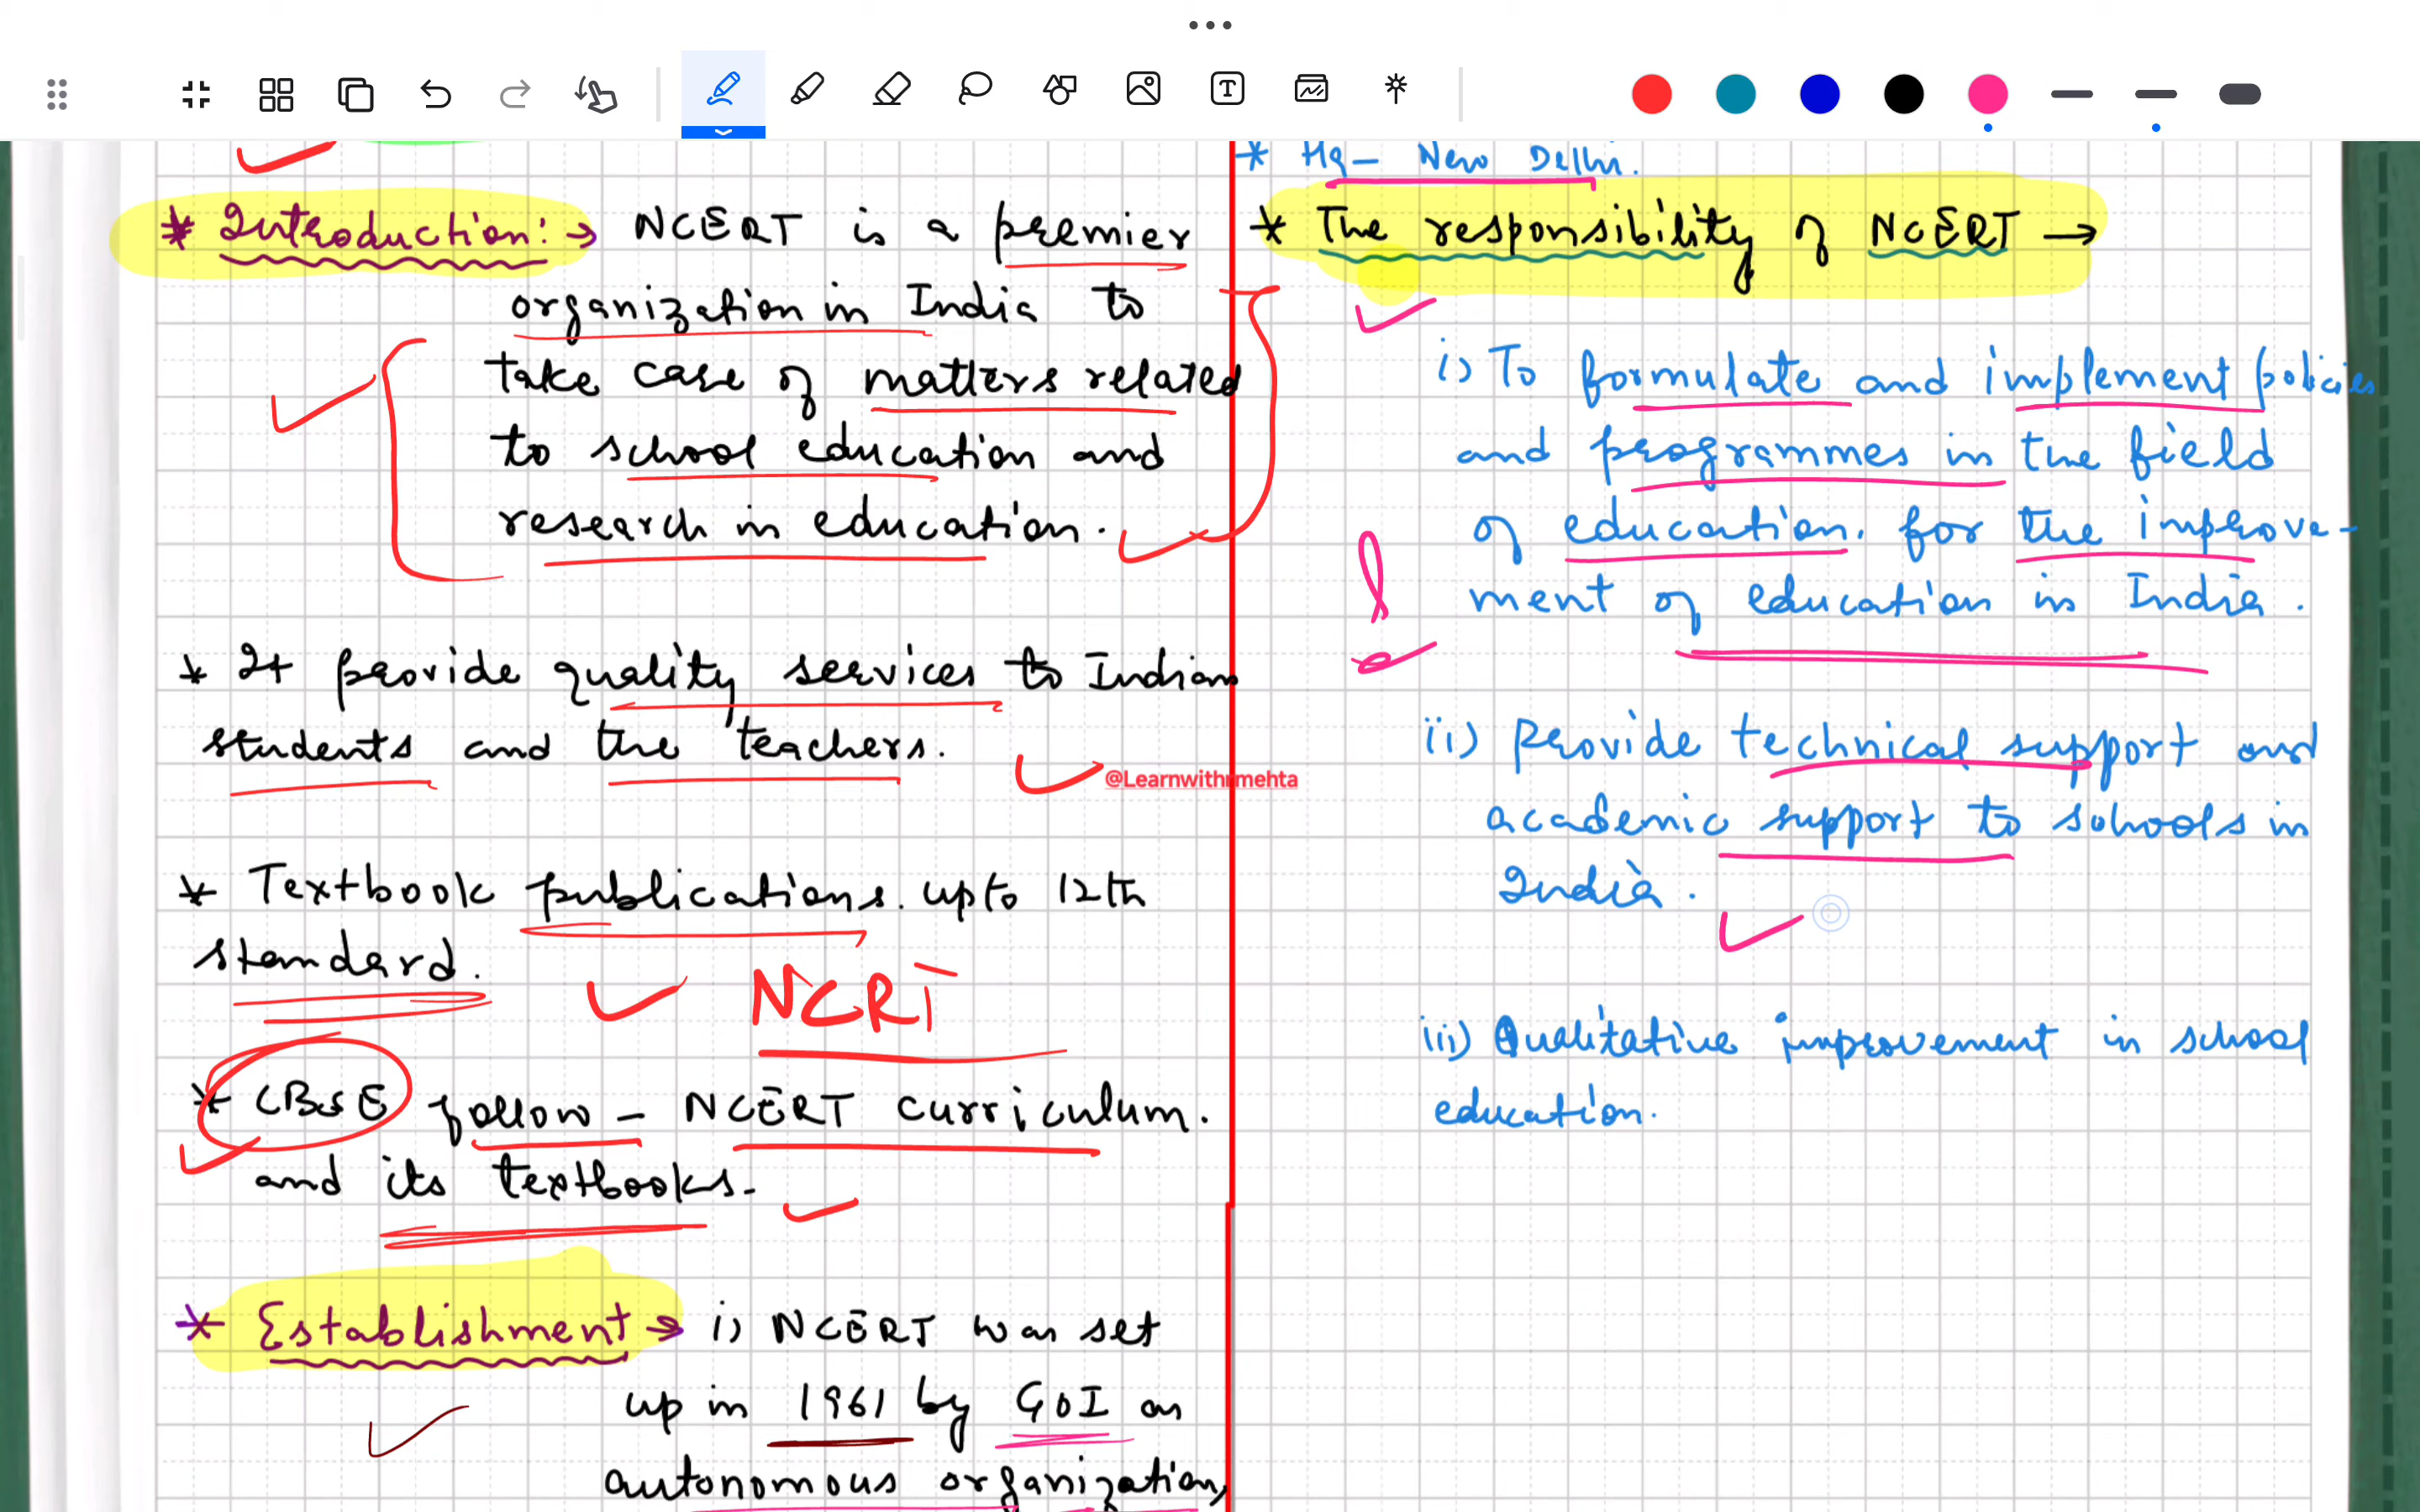 * Introduction: → NCERT is a premier
organization in India to
take care of matters related
to school education and
research in education.
* It provide quality services to Indian
students and the teachers.
@Learnwithrmehta
* Textbook publications. upto 12th
standard.
NCRT
* CBSE follow - NCERT curriculum.
and its textbooks.
* Establishment → i) NCERT was set
up in 1961 by GOI as
autonomous organization,
* Hq - New Delhi.
* The responsibility of NCERT →
i) To formulate and implement policies
and programmes in the field
of education. for the improve-
ment of education in India.
ii) Provide technical support and
academic support to schools in
India.
iii) Qualitative improvement in school
education.